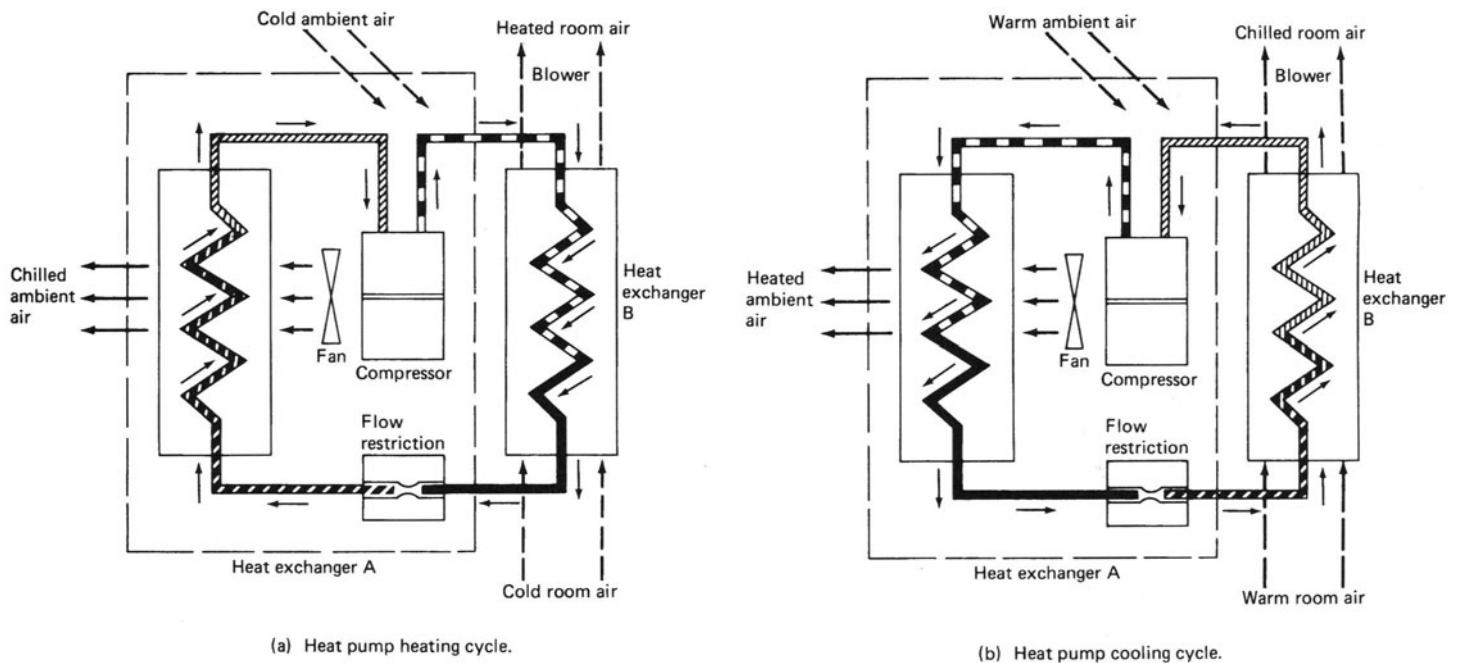 Cold ambient air
Heated room air
Blower
Chilled
ambient
air
Fan
Compressor
Heat
exchanger
B
Flow
restriction
Heat exchanger A
Cold room air
(a) Heat pump heating cycle.
Warm ambient air
Chilled room air
Blower
Heated
ambient
air
Fan
Compressor
Heat
exchanger
B
Flow
restriction
Heat exchanger A
Warm room air
(b) Heat pump cooling cycle.